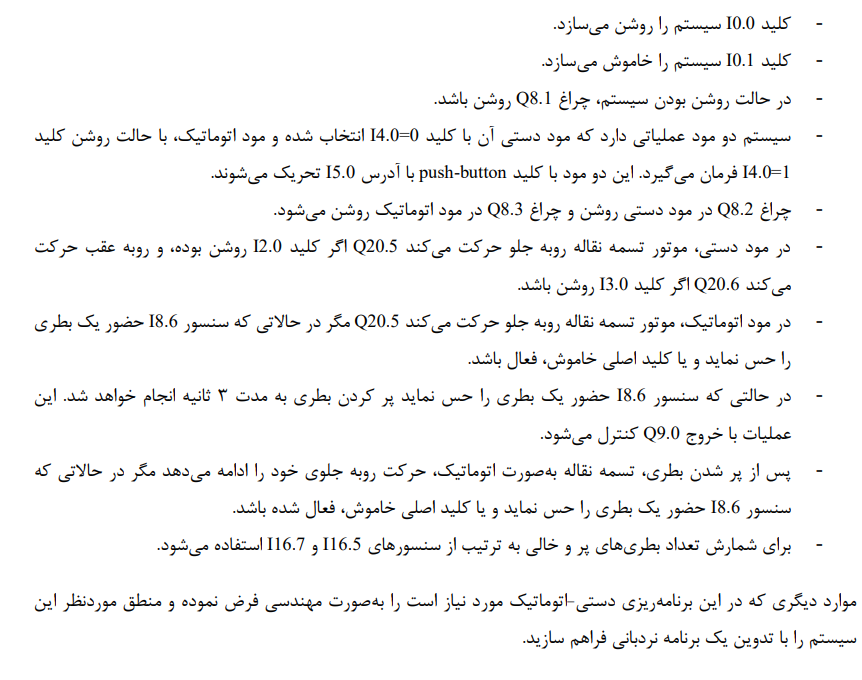 - کلید I0.0 سیستم را روشن می‌سازد.
- کلید I0.1 سیستم را خاموش می‌سازد.
- در حالت روشن بودن سیستم، چراغ Q8.1 روشن باشد.
- سیستم دو مود عملیاتی دارد که مود دستی آن با کلید I4.0=0 انتخاب شده و مود اتوماتیک، با حالت روشن کلید
I4.0=1 فرمان می‌گیرد. این دو مود با کلید push-button با آدرس I5.0 تحریک می‌شوند.
- چراغ Q8.2 در مود دستی روشن و چراغ Q8.3 در مود اتوماتیک روشن می‌شود.
- در مود دستی، موتور تسمه نقاله روبه جلو حرکت می‌کند Q20.5 اگر کلید I2.0 روشن بوده، و روبه عقب حرکت
می‌کند Q20.6 اگر کلید I3.0 روشن باشد.
- در مود اتوماتیک، موتور تسمه نقاله روبه جلو حرکت می‌کند Q20.5 مگر در حالاتی که سنسور I8.6 حضور یک بطری
را حس نماید و یا کلید اصلی خاموش، فعال باشد.
- در حالتی که سنسور I8.6 حضور یک بطری را حس نماید پر کردن بطری به مدت ۳ ثانیه انجام خواهد شد. این
عملیات با خروج Q9.0 کنترل می‌شود.
- پس از پر شدن بطری، تسمه نقاله به‌صورت اتوماتیک، حرکت روبه جلوی خود را ادامه می‌دهد مگر در حالاتی که
سنسور I8.6 حضور یک بطری را حس نماید و یا کلید اصلی خاموش، فعال شده باشد.
- برای شمارش تعداد بطری‌های پر و خالی به ترتیب از سنسورهای I16.5 و I16.7 استفاده می‌شود.
موارد دیگری که در این برنامه‌ریزی دستی-اتوماتیک مورد نیاز است را به‌صورت مهندسی فرض نموده و منطق موردنظر این
سیستم را با تدوین یک برنامه نردبانی فراهم سازید.